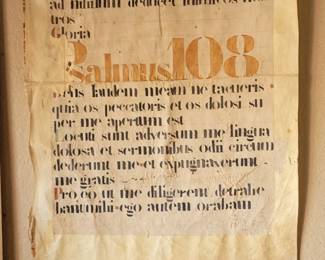 ad nihilum deducet inimicos nos
tros
Gloria
Psalmus.108
Deus laudem meam ne tacueris
quia os peccatoris et os dolosi su
per me apertum est
Locuti sunt adversum me lingua
dolosa et sermonibus odii circum
dederunt me et expugnaverunt
me gratis
Pro eo ut me diligerent detrahe
bant mihi ego autem orabam